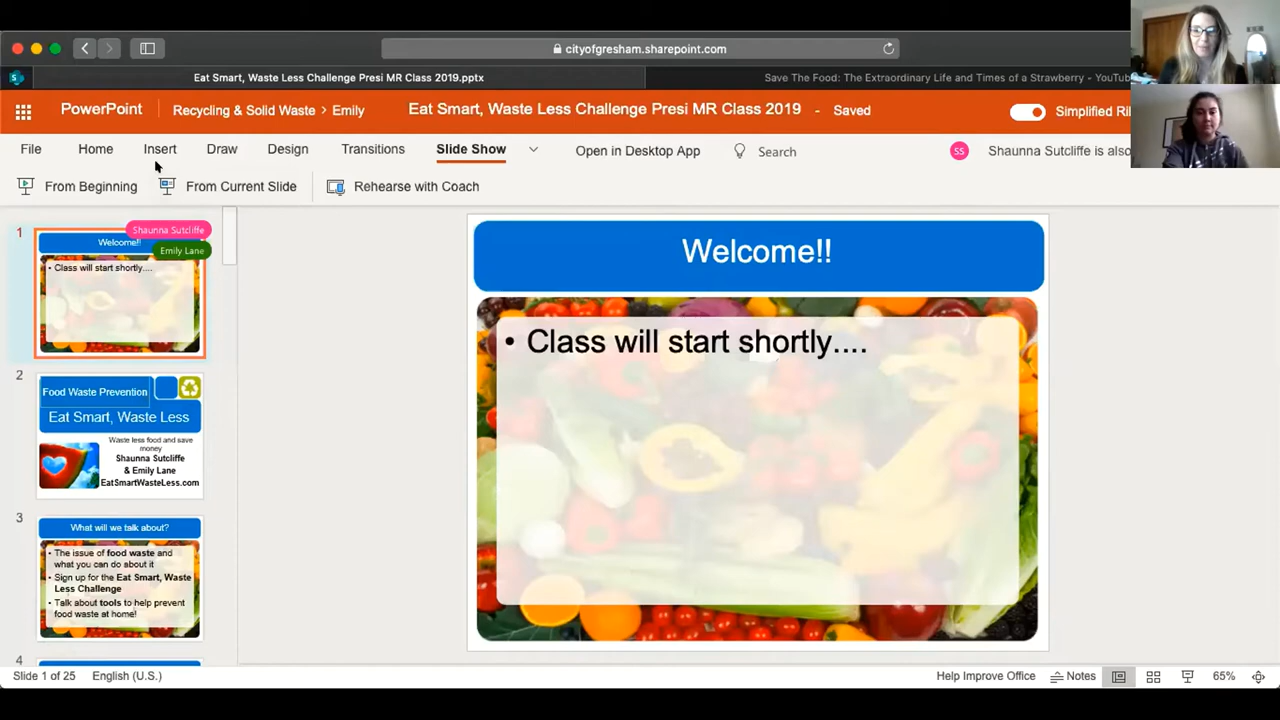 cityofgresham.sharepoint.com
Eat Smart, Waste Less Challenge Presi MR Class 2019.pptx
Save The Food: The Extraordinary Life and Times of a Strawberry - YouTu
PowerPoint
Recycling & Solid Waste > Emily
Eat Smart, Waste Less Challenge Presi MR Class 2019 - Saved
Simplified Ri
File Home Insert Draw Design Transitions Slide Show Open in Desktop App Search
SS Shaunna Sutcliffe is also
From Beginning From Current Slide Rehearse with Coach
1
Shaunna Sutcliffe
Emily Lane
Welcome!!
• Class will start shortly....
2
Food Waste Prevention
Eat Smart, Waste Less
Waste less food and save
money
Shaunna Sutcliffe
& Emily Lane
EatSmartWasteLess.com
3
What will we talk about?
• The issue of food waste and
what you can do about it
• Sign up for the Eat Smart, Waste
Less Challenge
• Talk about tools to help prevent
food waste at home!
4
Welcome!!
• Class will start shortly....
Slide 1 of 25 English (U.S.)
Help Improve Office Notes 65%